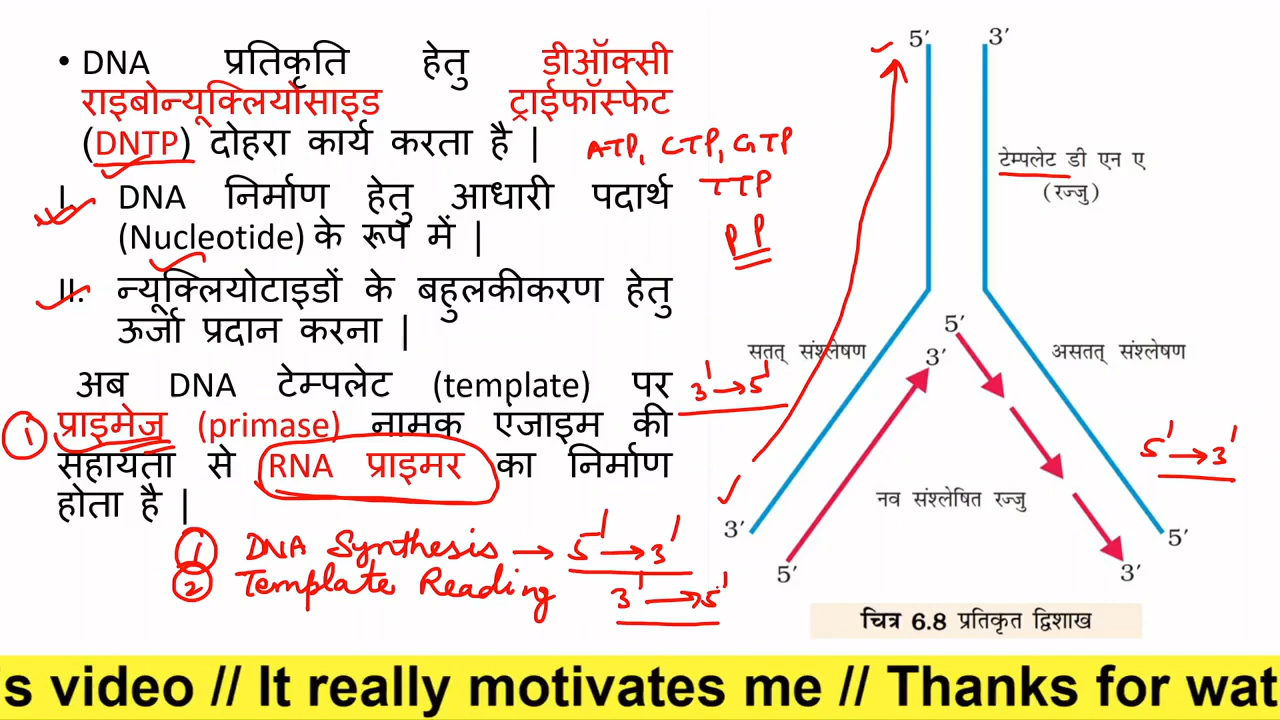 • DNA प्रतिकृति हेतु डीऑक्सी
राइबोन्यूक्लियोसाइड ट्राईफॉस्फेट
(DNTP) दोहरा कार्य करता है |
I. DNA निर्माण हेतु आधारी पदार्थ
(Nucleotide) के रूप में |
II. न्यूक्लियोटाइडों के बहुलकीकरण हेतु
ऊर्जा प्रदान करना |
अब DNA टेम्पलेट (template) पर
प्राइमेज़ (primase) नामक एंजाइम की
सहायता से RNA प्राइमर का निर्माण
होता है |
i
ATP, CTP, GTP
TTP
PP
3' → 5'
① DNA Synthesis → 5' → 3'
② Template Reading 3' → 5'
5' 3'
टेम्पलेट डी एन ए
(रज्जु)
5'
सतत् संश्लेषण 3' असतत् संश्लेषण
5' → 3'
नव संश्लेषित रज्जु
3' 5'
5' 3'
चित्र 6.8 प्रतिकृत द्विशाख
's video // It really motivates me // Thanks for wat